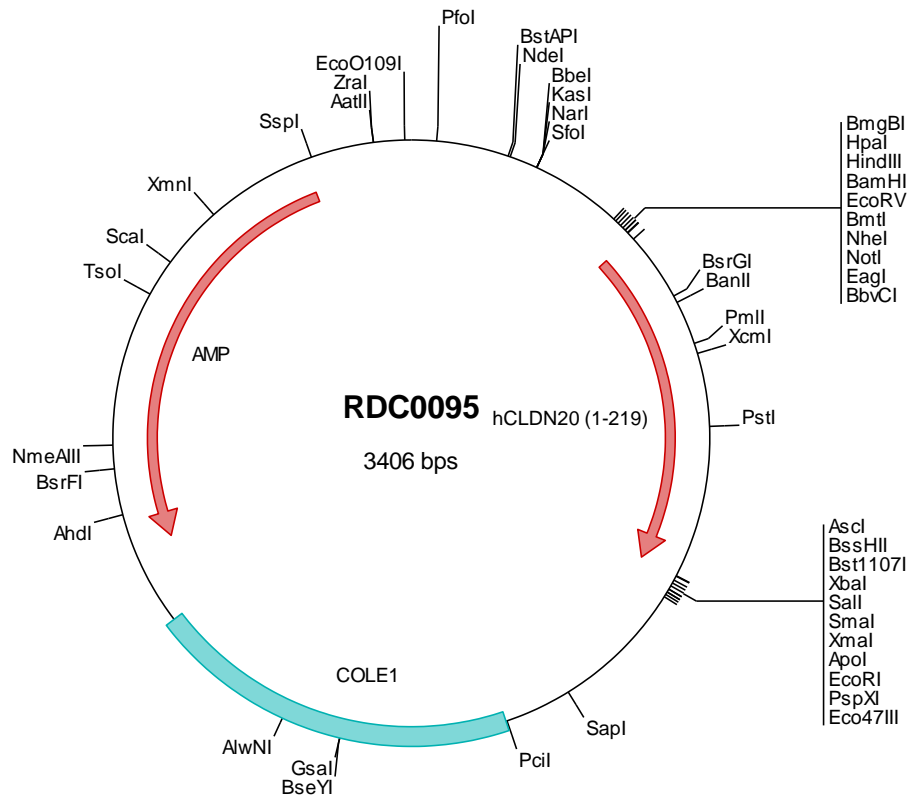 PfoI
EcoO109I
ZraI
AatII
SspI
XmnI
ScaI
TsoI
BstAPI
NdeI
BbeI
KasI
NarI
SfoI
BmgBI
HpaI
HindIII
BamHI
EcoRV
BmtI
NheI
NotI
EagI
BbvCI
BsrGI
BanII
PmlI
XcmI
PstI
AMP
RDC0095
hCLDN20 (1-219)
3406 bps
NmeAIII
BsrFI
AhdI
AscI
BssHII
Bst1107I
XbaI
SalI
SmaI
XmaI
ApoI
EcoRI
PspXI
Eco47III
COLE1
SapI
PciI
AlwNI
GsaI
BseYI